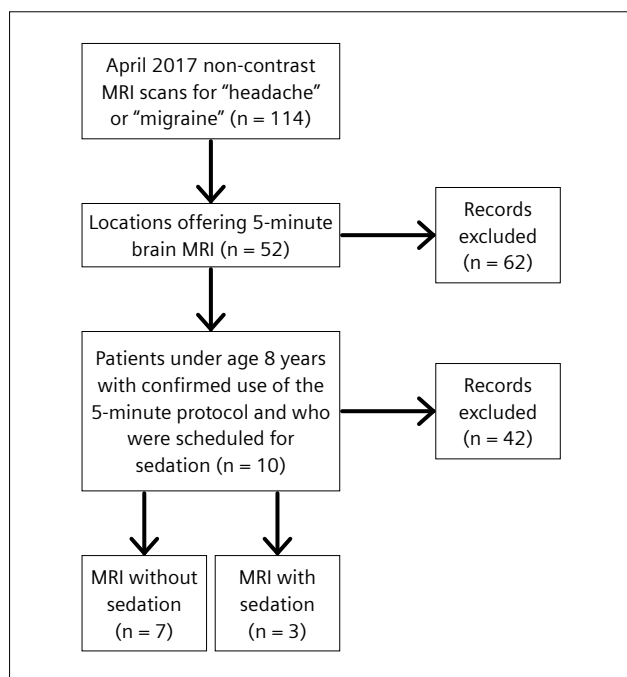 April 2017 non-contrast
MRI scans for “headache”
or “migraine” (n = 114)
Locations offering 5-minute
brain MRI (n = 52)
Records
excluded
(n = 62)
Patients under age 8 years
with confirmed use of the
5-minute protocol and who
were scheduled for
sedation (n = 10)
Records
excluded
(n = 42)
MRI without
sedation
(n = 7)
MRI with
sedation
(n = 3)